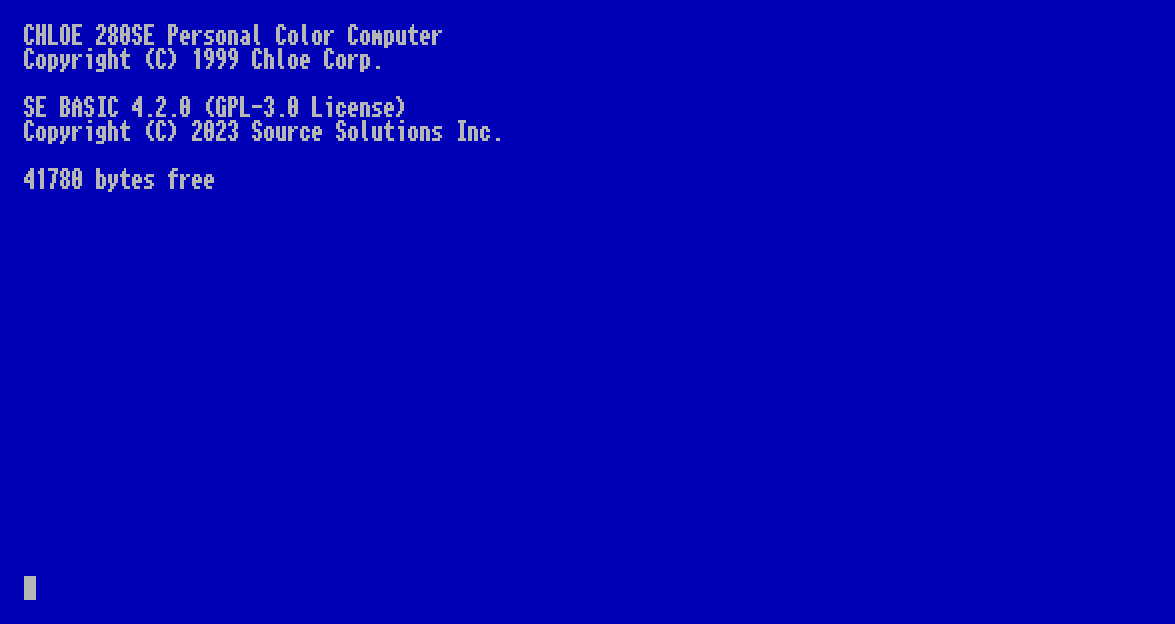 CHLOE 280SE Personal Color Computer
Copyright (C) 1999 Chloe Corp.
SE BASIC 4.2.0 (GPL-3.0 License)
Copyright (C) 2023 Source Solutions Inc.
41780 bytes free